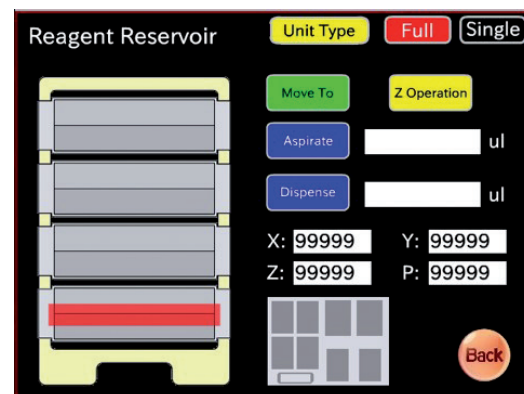 Reagent Reservoir
Unit Type Full Single
Move To Z Operation
Aspirate ul
Dispense ul
X: 99999 Y: 99999
Z: 99999 P: 99999
Back